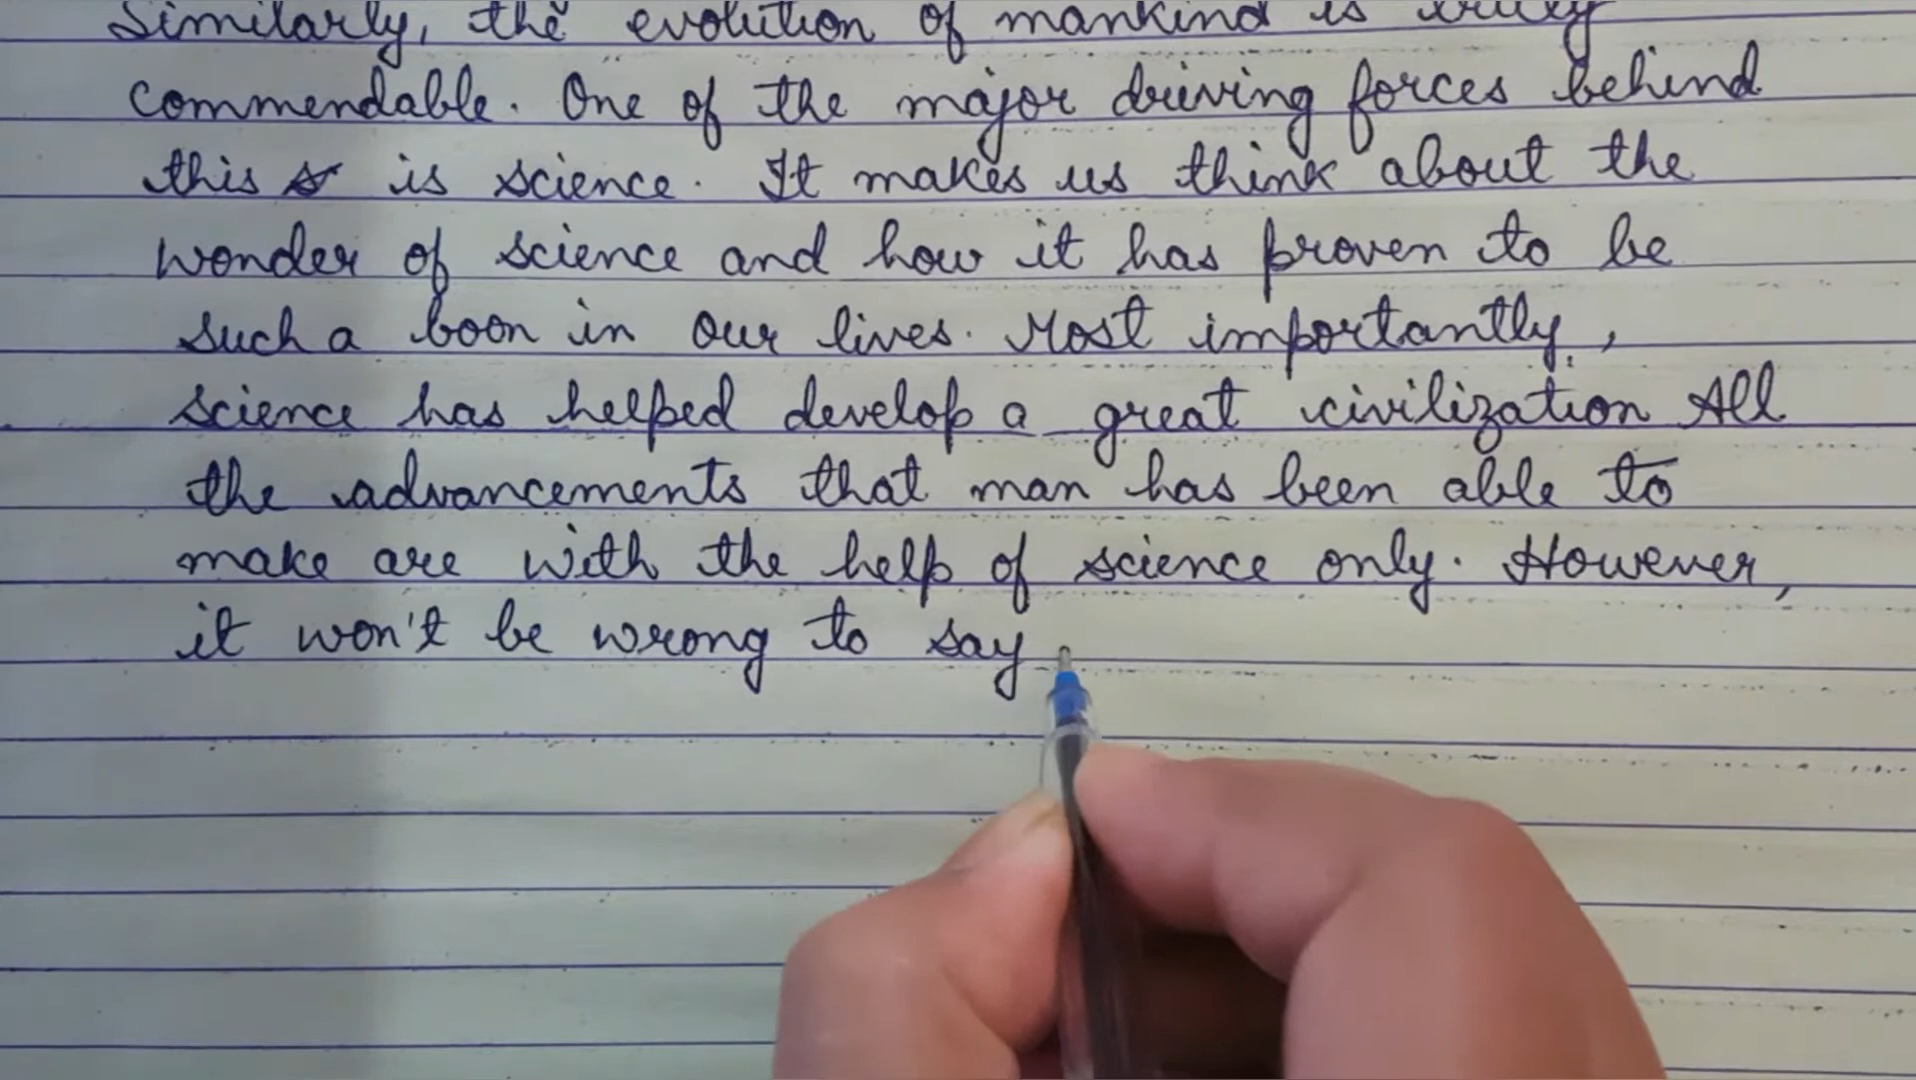 Similarly, the evolution of mankind is truly
commendable. One of the major driving forces behind
this is science. It makes us think about the
wonder of science and how it has proven to be
such a boon in our lives. Most importantly,
science has helped develop a great civilization All
the advancements that man has been able to
make are with the help of science only. However,
it won't be wrong to say